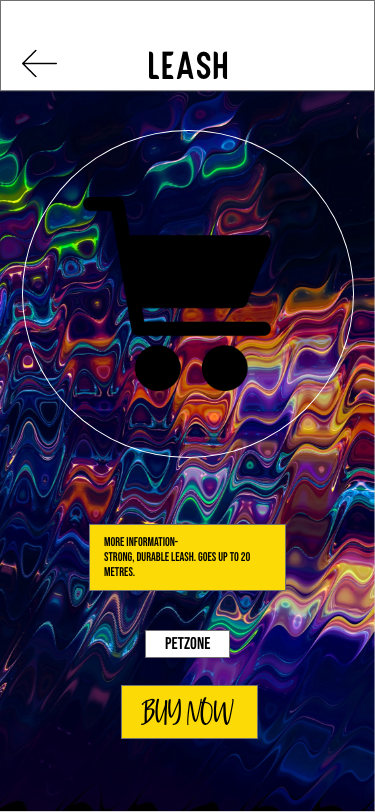 LEASH
MORE INFORMATION-
STRONG, DURABLE LEASH. GOES UP TO 20
METRES.
PETZONE
BUY NOW